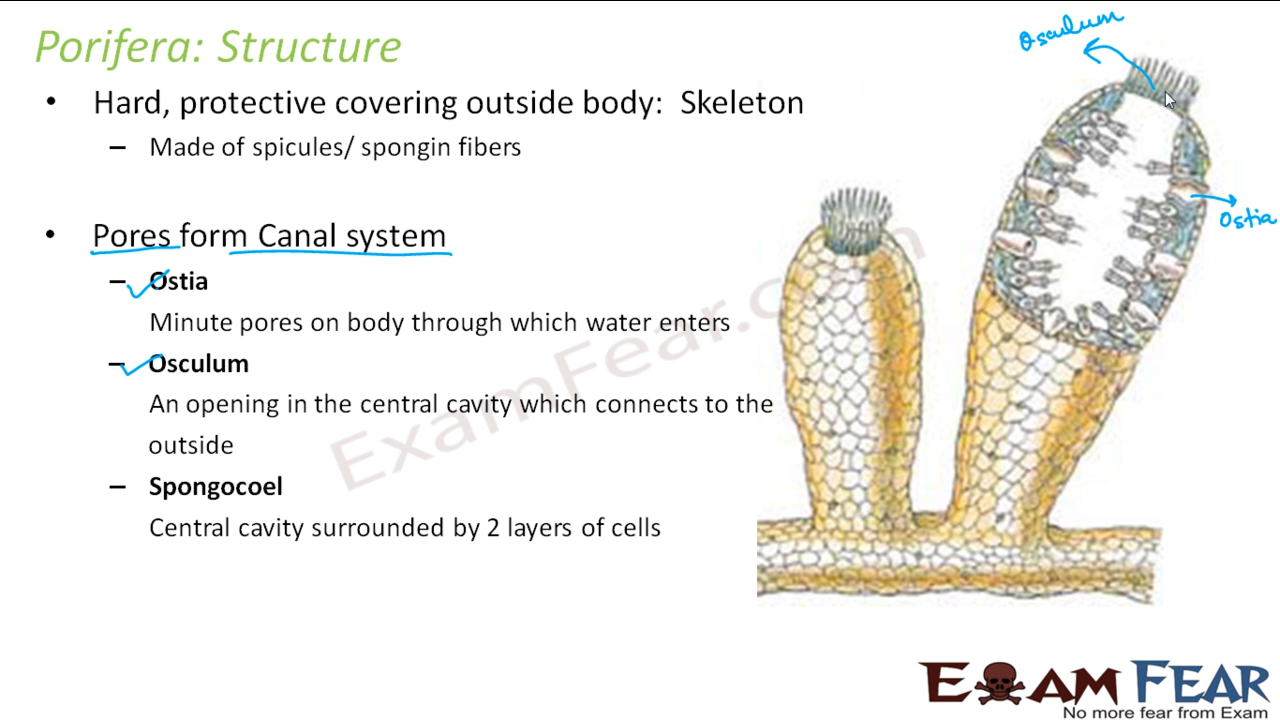 Porifera: Structure
• Hard, protective covering outside body: Skeleton
– Made of spicules/ spongin fibers
• Pores form Canal system
– Ostia
Minute pores on body through which water enters
– Osculum
An opening in the central cavity which connects to the
outside
– Spongocoel
Central cavity surrounded by 2 layers of cells
Osculum
Ostia
ExamFear.com
EXAM FEAR
No more fear from Exam